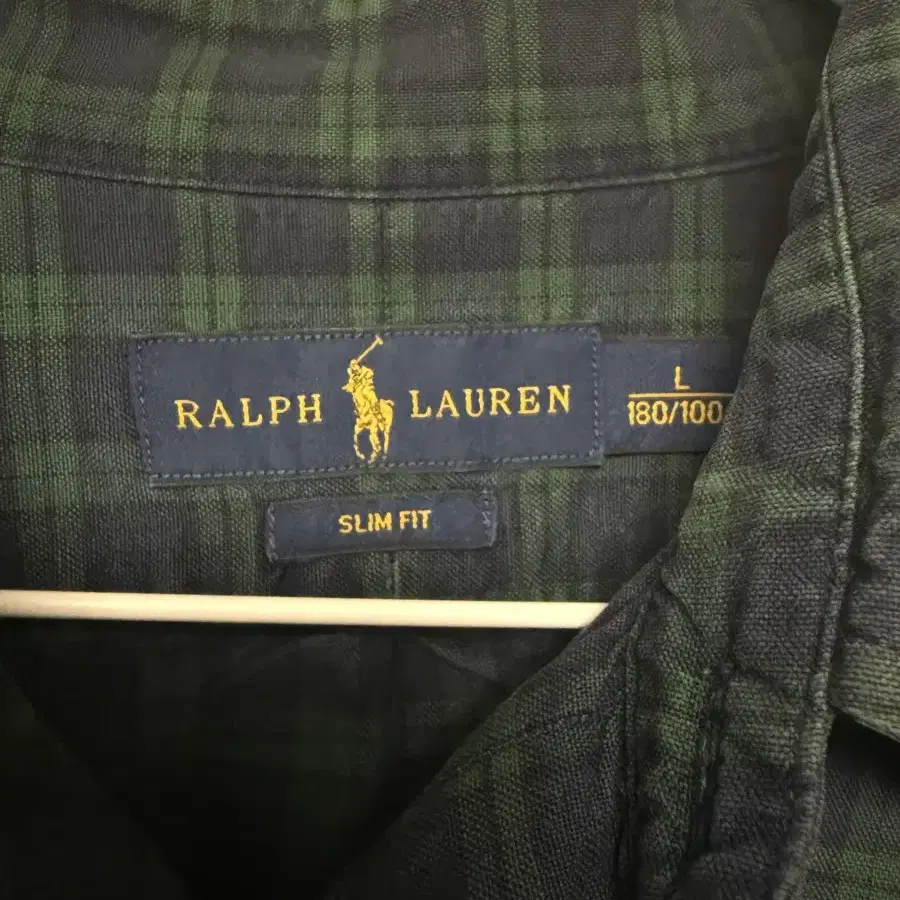 RALPH LAUREN
L
180/100
SLIM FIT